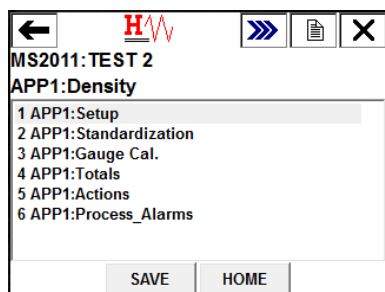 H
MS2011:TEST 2
APP1:Density
1 APP1:Setup
2 APP1:Standardization
3 APP1:Gauge Cal.
4 APP1:Totals
5 APP1:Actions
6 APP1:Process_Alarms
SAVE HOME